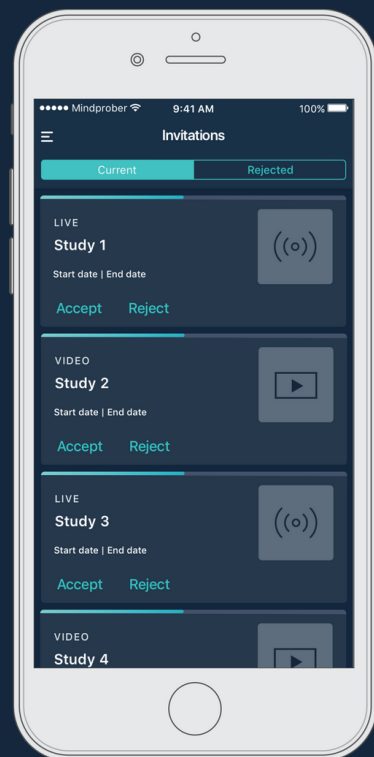 Mindprober
9:41 AM
100%
Invitations
Current
Rejected
LIVE
Study 1
Start date | End date
Accept Reject
VIDEO
Study 2
Start date | End date
Accept Reject
LIVE
Study 3
Start date | End date
Accept Reject
VIDEO
Study 4